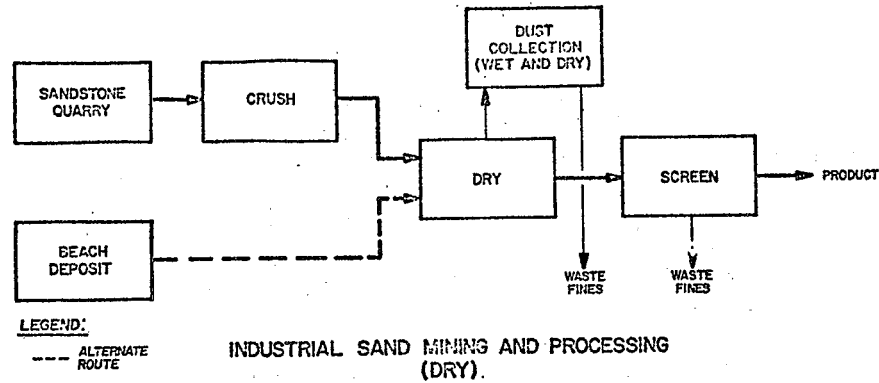 DUST
COLLECTION
(WET AND DRY)
SANDSTONE
QUARRY
CRUSH
DRY
SCREEN
PRODUCT
BEACH
DEPOSIT
WASTE
FINES
WASTE
FINES
LEGEND:
ALTERNATE
ROUTE
INDUSTRIAL SAND MINING AND PROCESSING
(DRY).